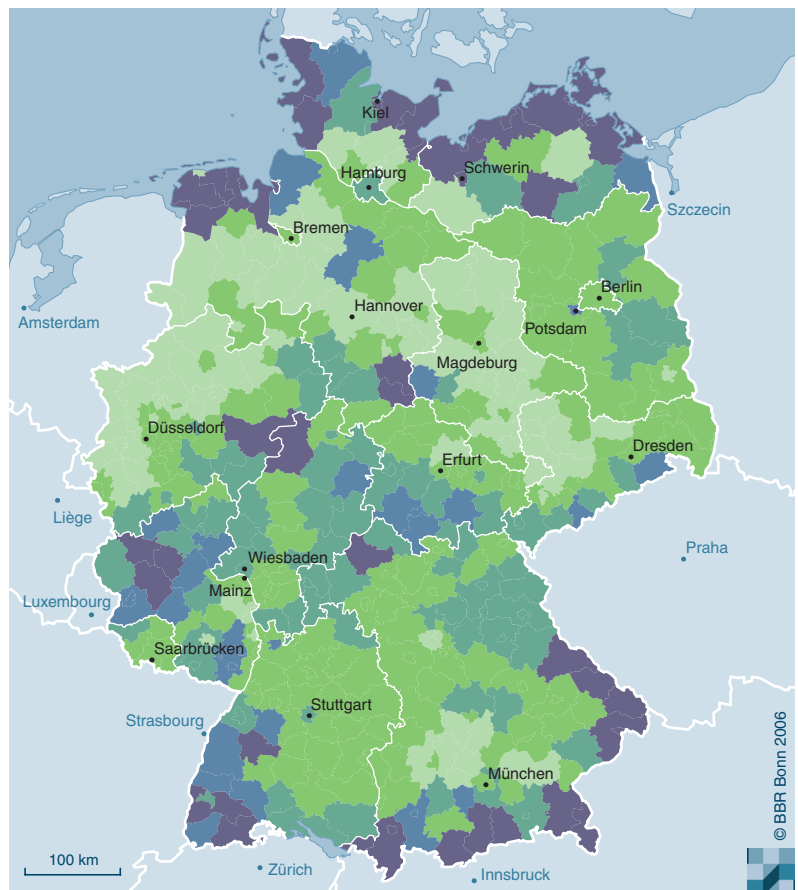 Kiel
Hamburg
Schwerin
Szczecin
Bremen
Berlin
Amsterdam
Hannover
Potsdam
Magdeburg
Düsseldorf
Dresden
Erfurt
Liège
Praha
Wiesbaden
Mainz
Luxembourg
Saarbrücken
Strasbourg
Stuttgart
München
© BBR Bonn 2006
100 km
Zürich
Innsbruck